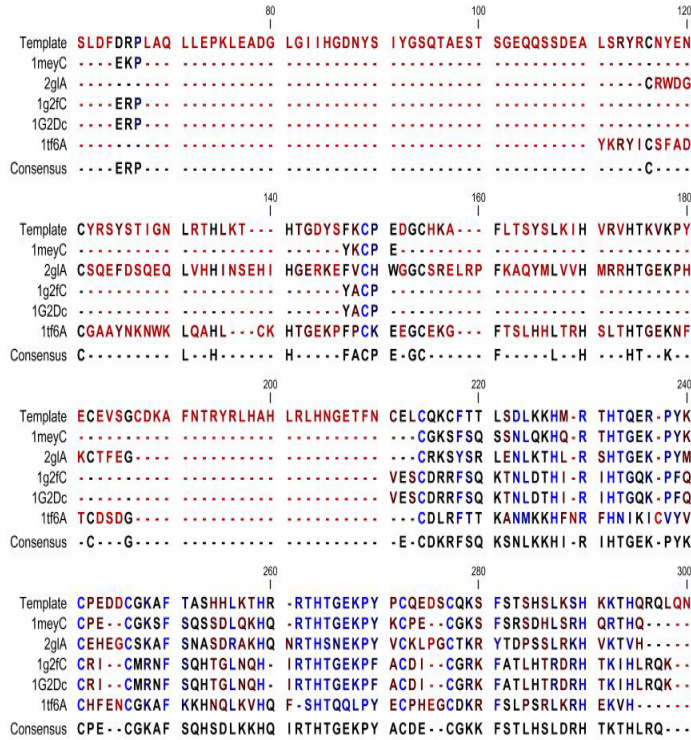 80 100 120
Template SLDFDRPLAQ LLEPKLEADG LGIIHGDNYS IYGSQTAEST SGEQQSSDEA LSRYRCNYEN
1meyC ----EKP--- ---------- ---------- ---------- ---------- ----------
2glA ---------- ---------- ---------- ---------- ---------- -----CRWDG
1g2fC ----ERP--- ---------- ---------- ---------- ---------- ----------
1G2Dc ----ERP--- ---------- ---------- ---------- ---------- ----------
1tf6A ---------- ---------- ---------- ---------- ---------- YKRYICSFAD
Consensus ----ERP--- ---------- ---------- ---------- ---------- -----C----
140 160 180
Template CYRSYSTIGN LRTHLKT--- HTGDYSFKCP EDGCHKA--- FLTSYSLKIH VRVHTKVKPY
1meyC ---------- ---------- ------YKCP E--------- ---------- ----------
2glA CSQEFDSQEQ LVHHINSEHI HGERKEFVCH WGGCSRELRP FKAQYMLVVH MRRHTGEKPH
1g2fC ---------- ---------- ------YACP ---------- ---------- ----------
1G2Dc ---------- ---------- ------YACP ---------- ---------- ----------
1tf6A CGAAYNKNWK LQAHL---CK HTGEKPFPCK EEGCEKG--- FTSLHHLTRH SLTHTGEKNF
Consensus C--------- L--H------ H-----FACP E-GC------ F-----L--H ---HT--K--
200 220 240
Template ECEVSGCDKA FNTRYRLHAH LRLHNGETFN CELCQKCFTT LSDLKKHM-R THTQER-PYK
1meyC ---------- ---------- ---------- ---CGKSFSQ SSNLQKHQ-R THTGEK-PYK
2glA KCTFEG---- ---------- ---------- ---CRKSYSR LENLKTHL-R SHTGEK-PYM
1g2fC ---------- ---------- ---------- VESCDRRFSQ KTNLDTHI-R IHTGQK-PFQ
1G2Dc ---------- ---------- ---------- VESCDRRFSQ KTNLDTHI-R IHTGQK-PFQ
1tf6A TCDSDG---- ---------- ---------- ---CDLRFTT KANMKKHFNR FHNIKICVYV
Consensus -C---G---- ---------- ---------- -E-CDKRFSQ KSNLKKHI-R IHTGEK-PYK
260 280 300
Template CPEDDCGKAF TASHHLKTHR -RTHTGEKPY PCQEDSCQKS FSTSHSLKSH KKTHQRQLQN
1meyC CPE--CGKSF SQSSDLQKHQ -RTHTGEKPY KCPE--CGKS FSRSDHLSRH QRTHQ-----
2glA CEHEGCSKAF SNASDRAKHQ NRTHSNEKPY VCKLPGCTKR YTDPSSLRKH VKTVH-----
1g2fC CRI--CMRNF SQHTGLNQH- IRTHTGEKPF ACDI--CGRK FATLHTRDRH TKIHLRQK--
1G2Dc CRI--CMRNF SQHTGLNQH- IRTHTGEKPF ACDI--CGRK FATLHTRDRH TKIHLRQK--
1tf6A CHFENCGKAF KKHNQLKVHQ F-SHTQQLPY ECPHEGCDKR FSLPSRLKRH EKVH------
Consensus CPE--CGKAF SQHSDLKKHQ IRTHTGEKPY ACDE--CGKK FSTLHSLDRH TKTHLRQ---